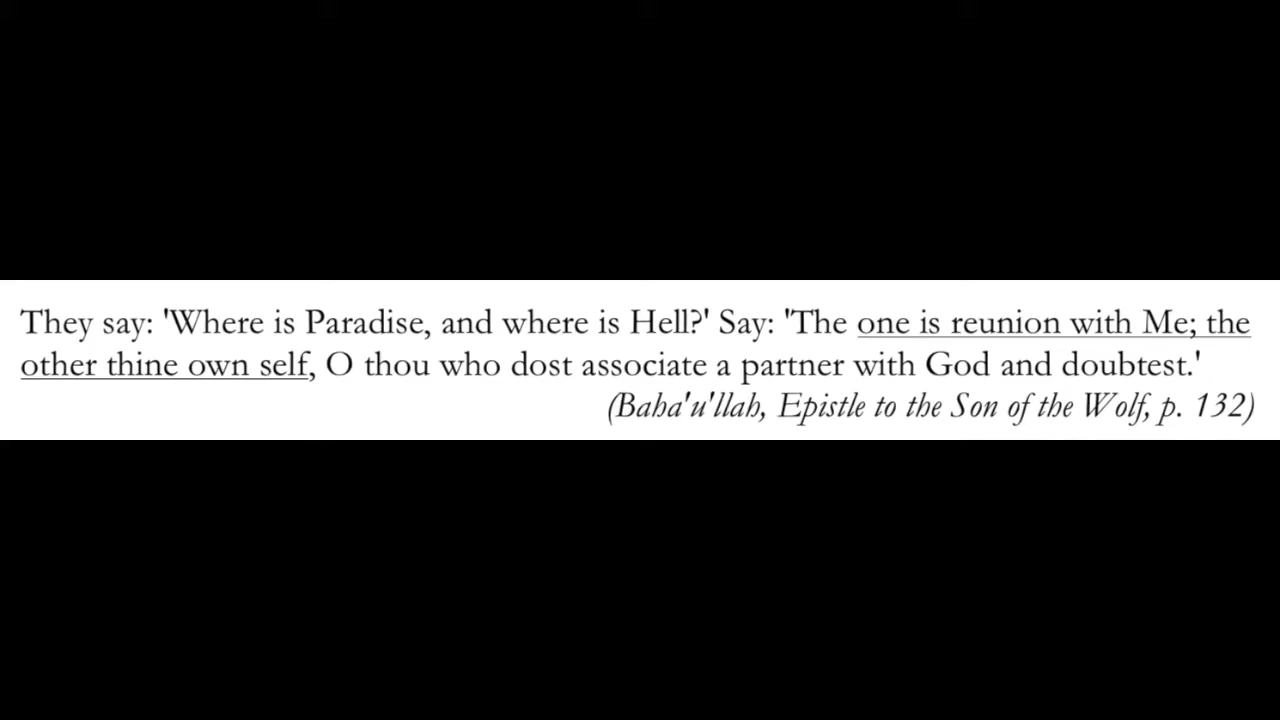 They say: 'Where is Paradise, and where is Hell?' Say: 'The one is reunion with Me; the
other thine own self, O thou who dost associate a partner with God and doubtest.'
(Baha'u'llah, Epistle to the Son of the Wolf, p. 132)